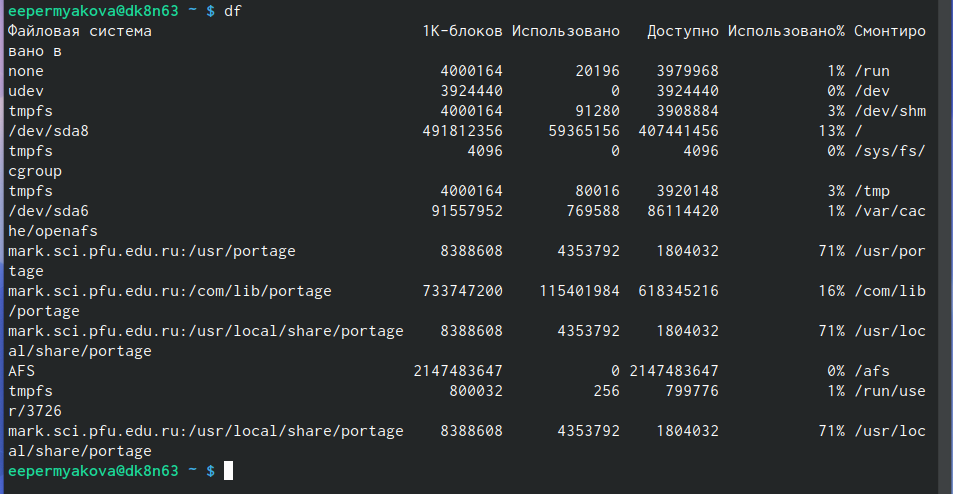 eepermyakova@dk8n63 ~ $ df
Файловая система 1K-блоков Использовано Доступно Использовано% Смонтиро
вано в
none 4000164 20196 3979968 1% /run
udev 3924440 0 3924440 0% /dev
tmpfs 4000164 91280 3908884 3% /dev/shm
/dev/sda8 491812356 59365156 407441456 13% /
tmpfs 4096 0 4096 0% /sys/fs/
cgroup
tmpfs 4000164 80016 3920148 3% /tmp
/dev/sda6 91557952 769588 86114420 1% /var/cac
he/openafs
mark.sci.pfu.edu.ru:/usr/portage 8388608 4353792 1804032 71% /usr/por
tage
mark.sci.pfu.edu.ru:/com/lib/portage 733747200 115401984 618345216 16% /com/lib
/portage
mark.sci.pfu.edu.ru:/usr/local/share/portage 8388608 4353792 1804032 71% /usr/loc
al/share/portage
AFS 2147483647 0 2147483647 0% /afs
tmpfs 800032 256 799776 1% /run/use
r/3726
mark.sci.pfu.edu.ru:/usr/local/share/portage 8388608 4353792 1804032 71% /usr/loc
al/share/portage
eepermyakova@dk8n63 ~ $